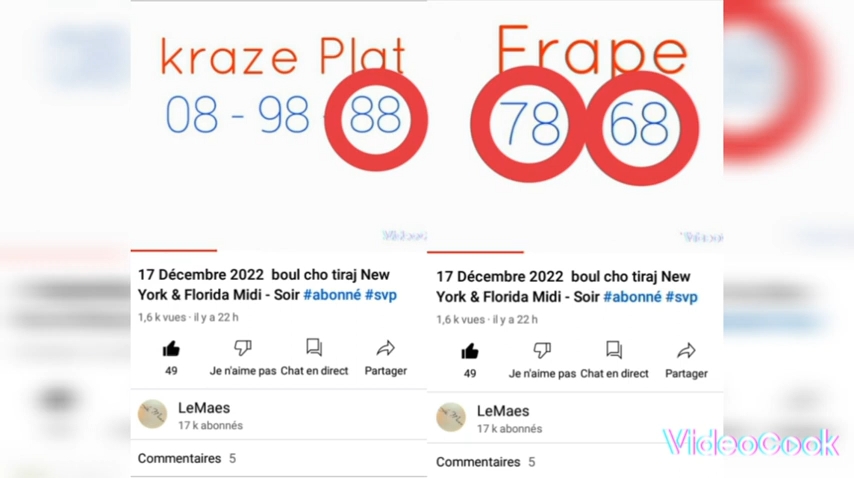 kraze Plat
08 - 98 - 88
17 Décembre 2022 boul cho tiraj New
York & Florida Midi - Soir #abonné #svp
1,6 k vues · il y a 22 h
49
Je n'aime pas
Chat en direct
Partager
LeMaes
17 k abonnés
Commentaires 5
Frape
78 68
17 Décembre 2022 boul cho tiraj New
York & Florida Midi - Soir #abonné #svp
1,6 k vues · il y a 22 h
49
Je n'aime pas
Chat en direct
Partager
LeMaes
17 k abonnés
Commentaires 5
VideoCook